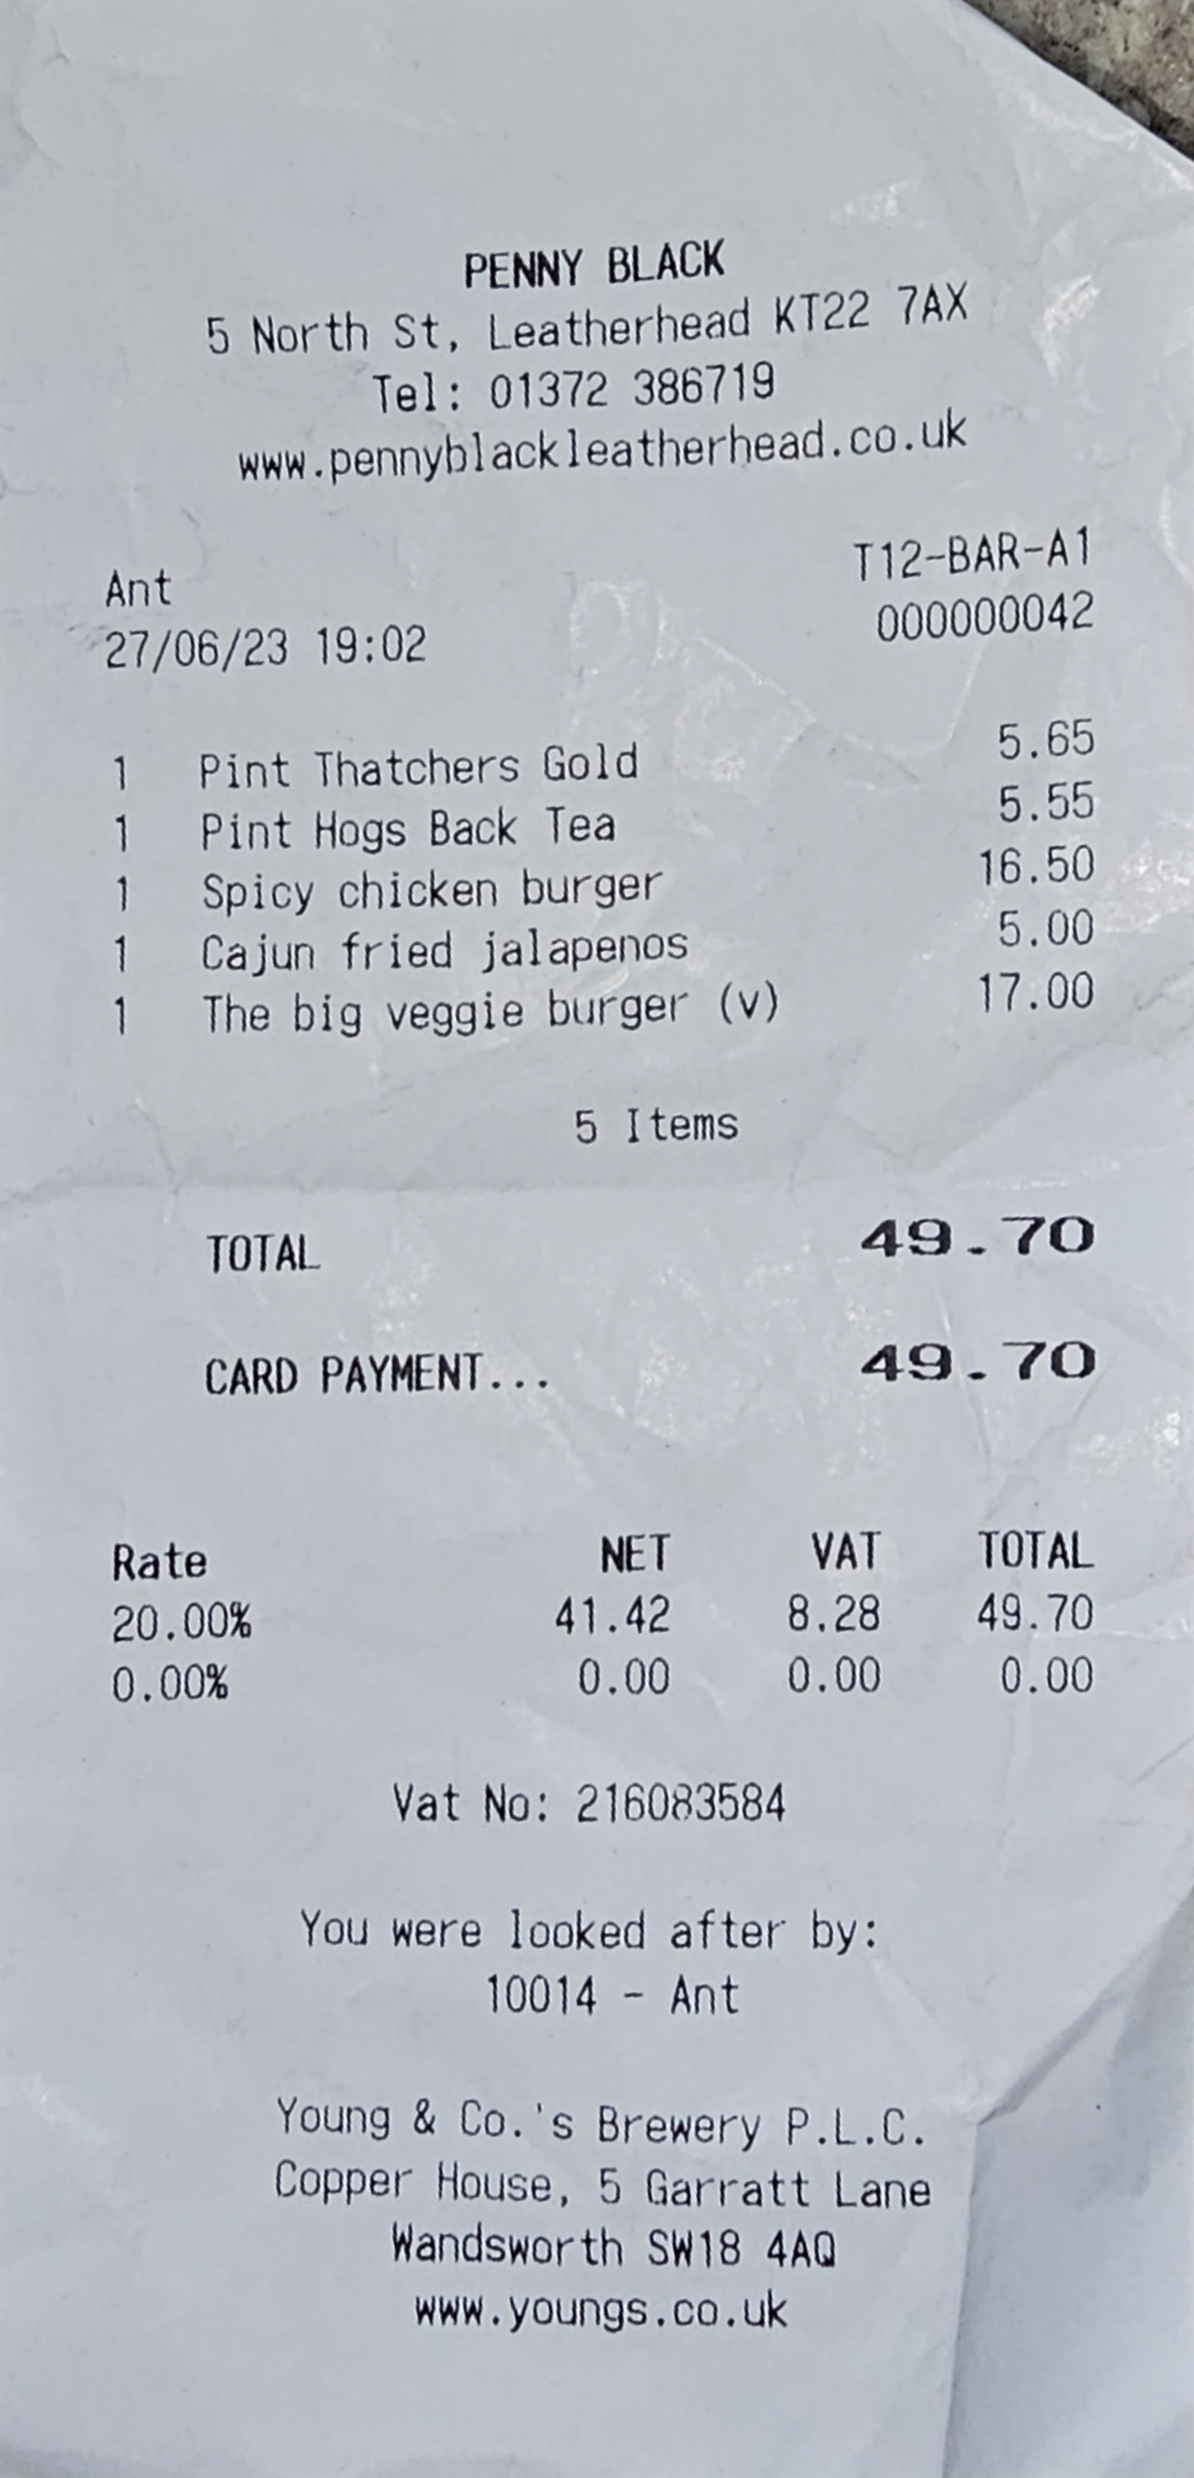 PENNY BLACK
5 North St, Leatherhead KT22 7AX
Tel: 01372 386719
www.pennyblackleatherhead.co.uk
Ant T12-BAR-A1
27/06/23 19:02 000000042
1 Pint Thatchers Gold 5.65
1 Pint Hogs Back Tea 5.55
1 Spicy chicken burger 16.50
1 Cajun fried jalapenos 5.00
1 The big veggie burger (v) 17.00
5 Items
TOTAL 49.70
CARD PAYMENT... 49.70
Rate NET VAT TOTAL
20.00% 41.42 8.28 49.70
0.00% 0.00 0.00 0.00
Vat No: 216083584
You were looked after by:
10014 - Ant
Young & Co.'s Brewery P.L.C.
Copper House, 5 Garratt Lane
Wandsworth SW18 4AQ
www.youngs.co.uk